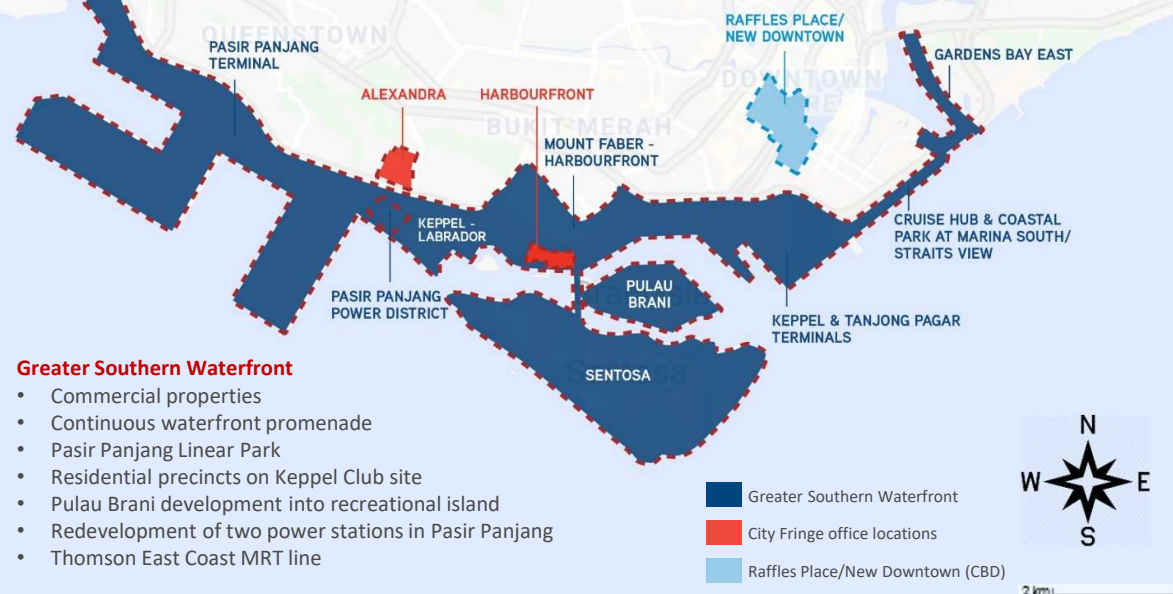 QUEENSTOWN
PASIR PANJANG
TERMINAL
ALEXANDRA
HARBOURFRONT
BUKIT MERAH
MOUNT FABER -
HARBOURFRONT
RAFFLES PLACE/
NEW DOWNTOWN
DOWNTOWN
GARDENS BAY EAST
KEPPEL -
LABRADOR
PASIR PANJANG
POWER DISTRICT
PULAU
BRANI
SENTOSA
Sentosa
CRUISE HUB & COASTAL
PARK AT MARINA SOUTH/
STRAITS VIEW
KEPPEL & TANJONG PAGAR
TERMINALS
Greater Southern Waterfront
• Commercial properties
• Continuous waterfront promenade
• Pasir Panjang Linear Park
• Residential precincts on Keppel Club site
• Pulau Brani development into recreational island
• Redevelopment of two power stations in Pasir Panjang
• Thomson East Coast MRT line
Greater Southern Waterfront
City Fringe office locations
Raffles Place/New Downtown (CBD)
N
W E
S